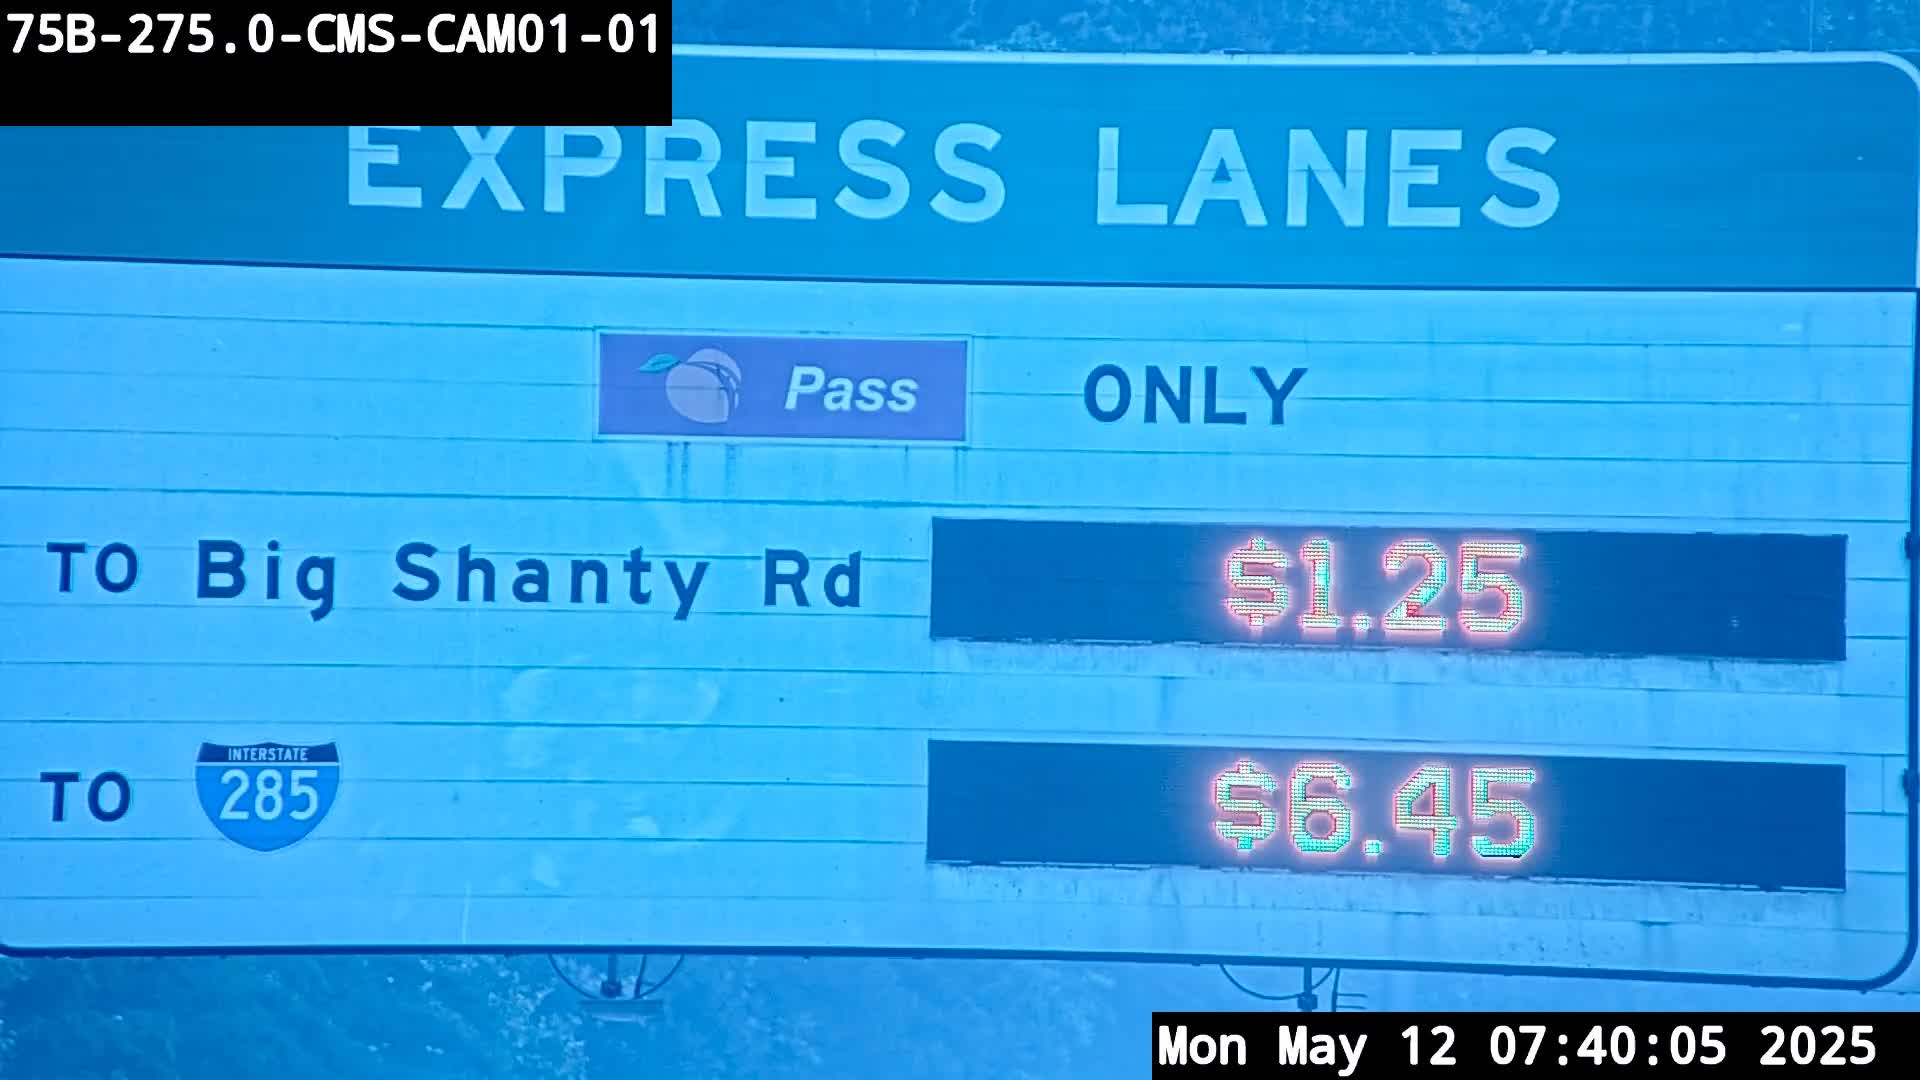 75B-275.0-CMS-CAM01-01
EXPRESS LANES
Pass ONLY
TO Big Shanty Rd $1.25
INTERSTATE
TO 285 $6.45
Mon May 12 07:40:05 2025